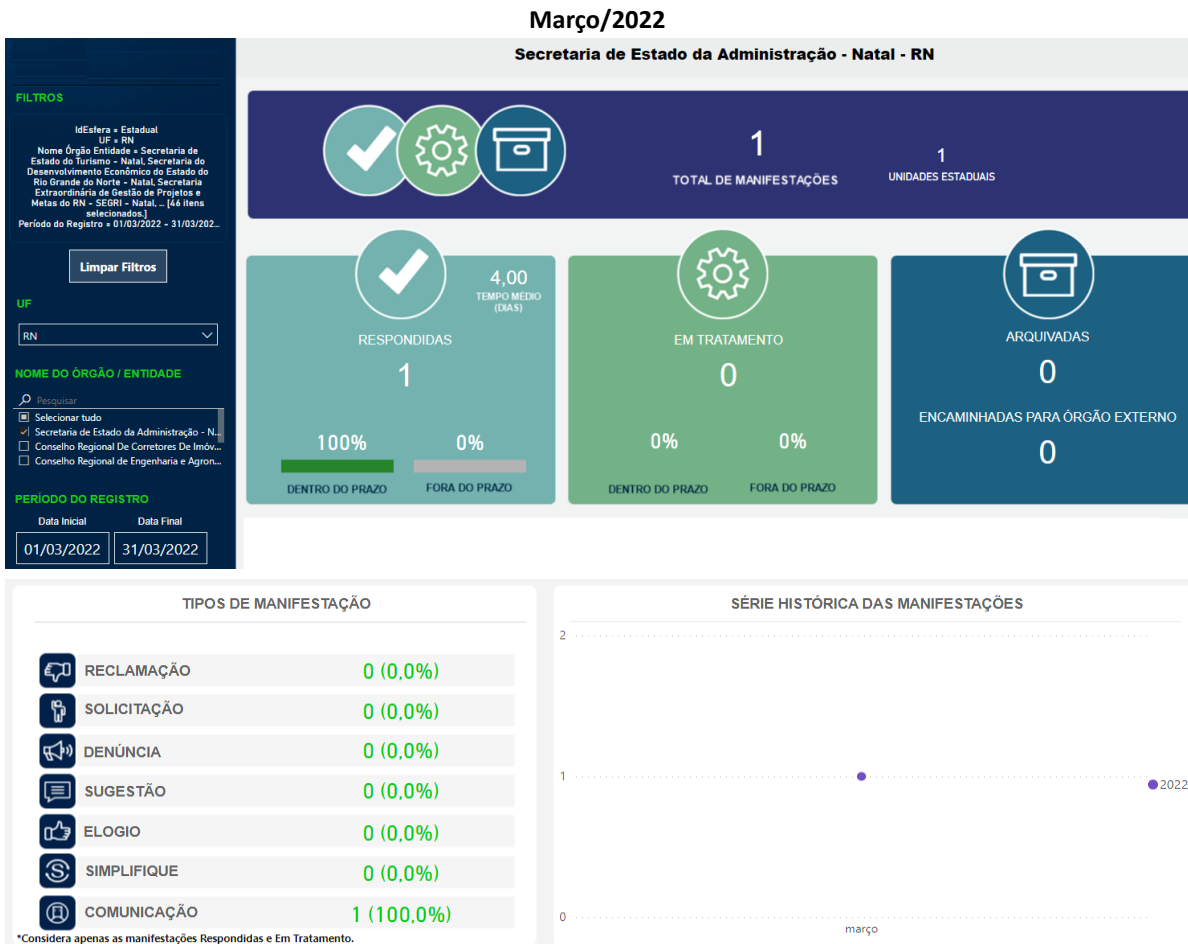 Março/2022
Secretaria de Estado da Administração - Natal - RN
FILTROS
IdEsfera = Estadual
UF = RN
Nome Órgão Entidade = Secretaria de
Estado do Turismo - Natal, Secretaria do
Desenvolvimento Econômico do Estado do
Rio Grande do Norte - Natal, Secretaria
Extraordinária de Gestão de Projetos e
Metas do RN - SEGRI - Natal, ... [46 itens
selecionados.]
Período do Registro = 01/03/2022 - 31/03/202...
Limpar Filtros
UF
RN
NOME DO ÓRGÃO / ENTIDADE
Pesquisar
Selecionar tudo
Secretaria de Estado da Administração - N...
Conselho Regional De Corretores De Imóv...
Conselho Regional de Engenharia e Agron...
PERÍODO DO REGISTRO
Data Inicial Data Final
01/03/2022 31/03/2022
1
TOTAL DE MANIFESTAÇÕES
1
UNIDADES ESTADUAIS
4,00
TEMPO MÉDIO
(DIAS)
RESPONDIDAS
1
100% 0%
DENTRO DO PRAZO FORA DO PRAZO
EM TRATAMENTO
0
0% 0%
DENTRO DO PRAZO FORA DO PRAZO
ARQUIVADAS
0
ENCAMINHADAS PARA ÓRGÃO EXTERNO
0
TIPOS DE MANIFESTAÇÃO
RECLAMAÇÃO 0 (0,0%)
SOLICITAÇÃO 0 (0,0%)
DENÚNCIA 0 (0,0%)
SUGESTÃO 0 (0,0%)
ELOGIO 0 (0,0%)
SIMPLIFIQUE 0 (0,0%)
COMUNICAÇÃO 1 (100,0%)
*Considera apenas as manifestações Respondidas e Em Tratamento.
SÉRIE HISTÓRICA DAS MANIFESTAÇÕES
2
1
2022
0
março